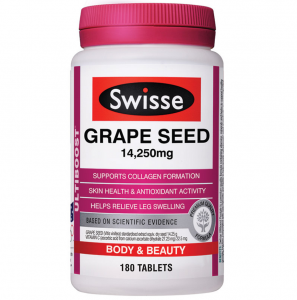 Swisse
GRAPE SEED
14,250mg
SUPPORTS COLLAGEN FORMATION
SKIN HEALTH & ANTIOXIDANT ACTIVITY
HELPS RELIEVE LEG SWELLING
BASED ON SCIENTIFIC EVIDENCE
BODY & BEAUTY
180 TABLETS
LTIBOOST